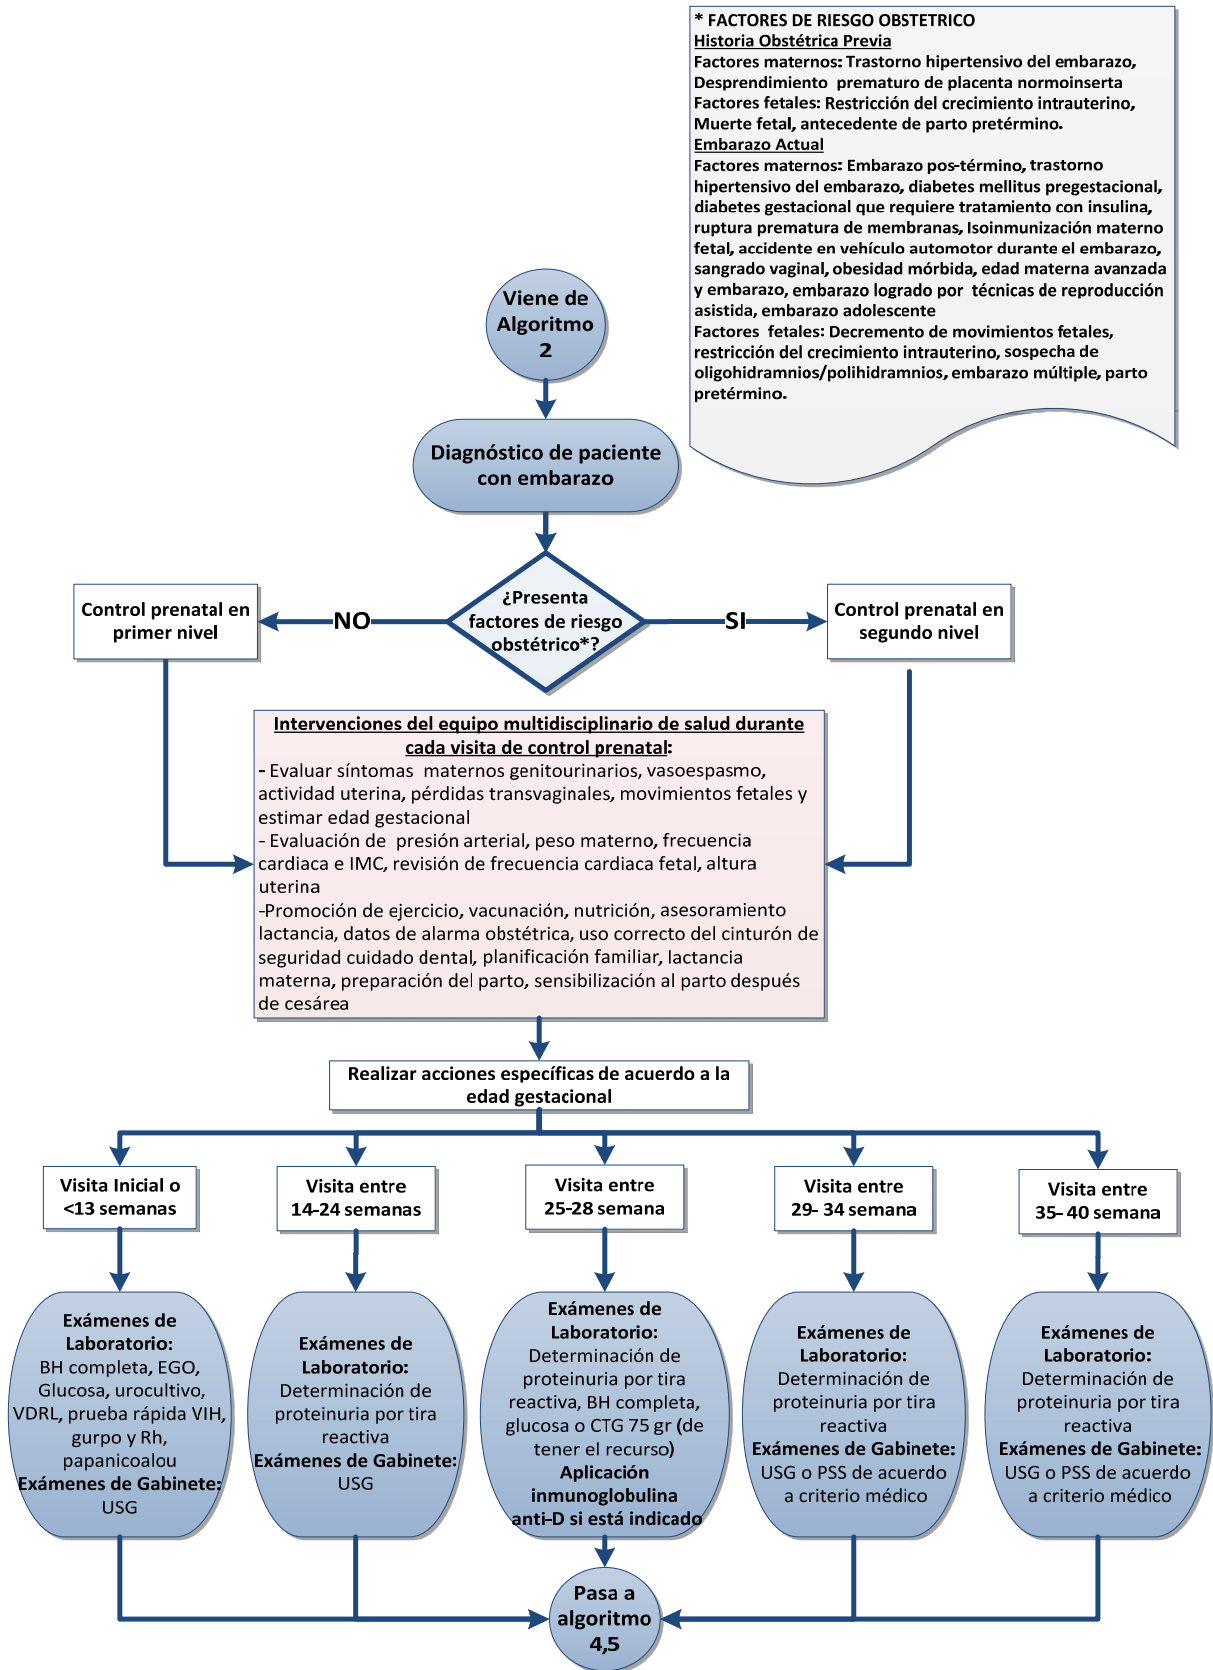 * FACTORES DE RIESGO OBSTETRICO
Historia Obstétrica Previa
Factores maternos: Trastorno hipertensivo del embarazo,
Desprendimiento prematuro de placenta normoinserta
Factores fetales: Restricción del crecimiento intrauterino,
Muerte fetal, antecedente de parto pretérmino.
Embarazo Actual
Factores maternos: Embarazo pos-término, trastorno
hipertensivo del embarazo, diabetes mellitus pregestacional,
diabetes gestacional que requiere tratamiento con insulina,
ruptura prematura de membranas, Isoinmunización materno
fetal, accidente en vehículo automotor durante el embarazo,
sangrado vaginal, obesidad mórbida, edad materna avanzada
y embarazo, embarazo logrado por técnicas de reproducción
asistida, embarazo adolescente
Factores fetales: Decremento de movimientos fetales,
restricción del crecimiento intrauterino, sospecha de
oligohidramnios/polihidramnios, embarazo múltiple, parto
pretérmino.
Viene de
Algoritmo
2
Diagnóstico de paciente
con embarazo
¿Presenta
factores de riesgo
obstétrico*?
NO
SI
Control prenatal en
primer nivel
Control prenatal en
segundo nivel
Intervenciones del equipo multidisciplinario de salud durante
cada visita de control prenatal:
- Evaluar síntomas maternos genitourinarios, vasoespasmo,
actividad uterina, pérdidas transvaginales, movimientos fetales y
estimar edad gestacional
- Evaluación de presión arterial, peso materno, frecuencia
cardiaca e IMC, revisión de frecuencia cardiaca fetal, altura
uterina
-Promoción de ejercicio, vacunación, nutrición, asesoramiento
lactancia, datos de alarma obstétrica, uso correcto del cinturón de
seguridad cuidado dental, planificación familiar, lactancia
materna, preparación del parto, sensibilización al parto después
de cesárea
Realizar acciones específicas de acuerdo a la
edad gestacional
Visita Inicial o
<13 semanas
Visita entre
14-24 semanas
Visita entre
25-28 semana
Visita entre
29- 34 semana
Visita entre
35- 40 semana
Exámenes de
Laboratorio:
BH completa, EGO,
Glucosa, urocultivo,
VDRL, prueba rápida VIH,
gurpo y Rh,
papanicoalou
Exámenes de Gabinete:
USG
Exámenes de
Laboratorio:
Determinación de
proteinuria por tira
reactiva
Exámenes de Gabinete:
USG
Exámenes de
Laboratorio:
Determinación de
proteinuria por tira
reactiva, BH completa,
glucosa o CTG 75 gr (de
tener el recurso)
Aplicación
inmunoglobulina
anti-D si está indicado
Exámenes de
Laboratorio:
Determinación de
proteinuria por tira
reactiva
Exámenes de Gabinete:
USG o PSS de acuerdo
a criterio médico
Exámenes de
Laboratorio:
Determinación de
proteinuria por tira
reactiva
Exámenes de Gabinete:
USG o PSS de acuerdo
a criterio médico
Pasa a
algoritmo
4,5